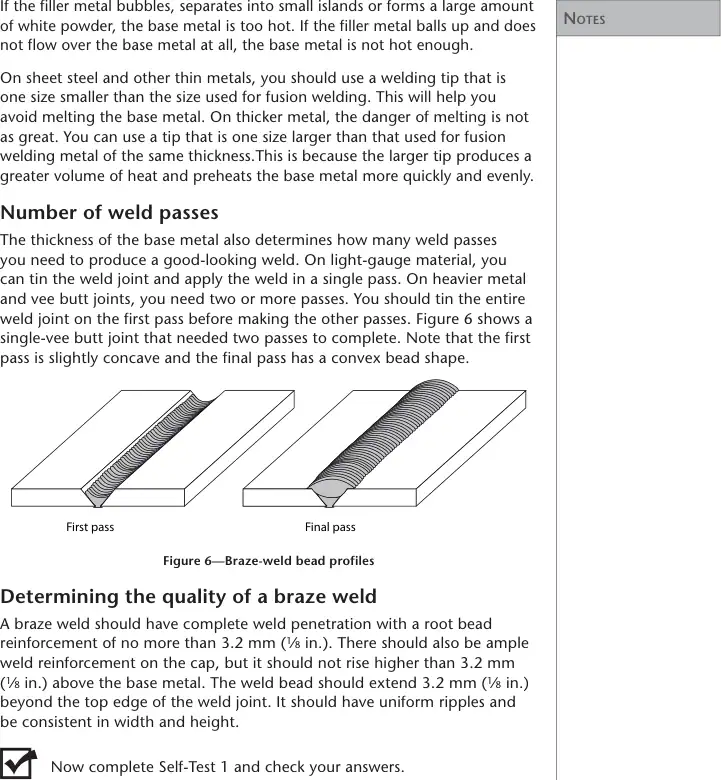 If the filler metal bubbles, separates into small islands or forms a large amount
of white powder, the base metal is too hot. If the filler metal balls up and does
not flow over the base metal at all, the base metal is not hot enough.
NOTES
On sheet steel and other thin metals, you should use a welding tip that is
one size smaller than the size used for fusion welding. This will help you
avoid melting the base metal. On thicker metal, the danger of melting is not
as great. You can use a tip that is one size larger than that used for fusion
welding metal of the same thickness.This is because the larger tip produces a
greater volume of heat and preheats the base metal more quickly and evenly.
Number of weld passes
The thickness of the base metal also determines how many weld passes
you need to produce a good-looking weld. On light-gauge material, you
can tin the weld joint and apply the weld in a single pass. On heavier metal
and vee butt joints, you need two or more passes. You should tin the entire
weld joint on the first pass before making the other passes. Figure 6 shows a
single-vee butt joint that needed two passes to complete. Note that the first
pass is slightly concave and the final pass has a convex bead shape.
First pass
Final pass
Figure 6—Braze-weld bead profiles
Determining the quality of a braze weld
A braze weld should have complete weld penetration with a root bead
reinforcement of no more than 3.2 mm (⅛ in.). There should also be ample
weld reinforcement on the cap, but it should not rise higher than 3.2 mm
(⅛ in.) above the base metal. The weld bead should extend 3.2 mm (⅛ in.)
beyond the top edge of the weld joint. It should have uniform ripples and
be consistent in width and height.
Now complete Self-Test 1 and check your answers.